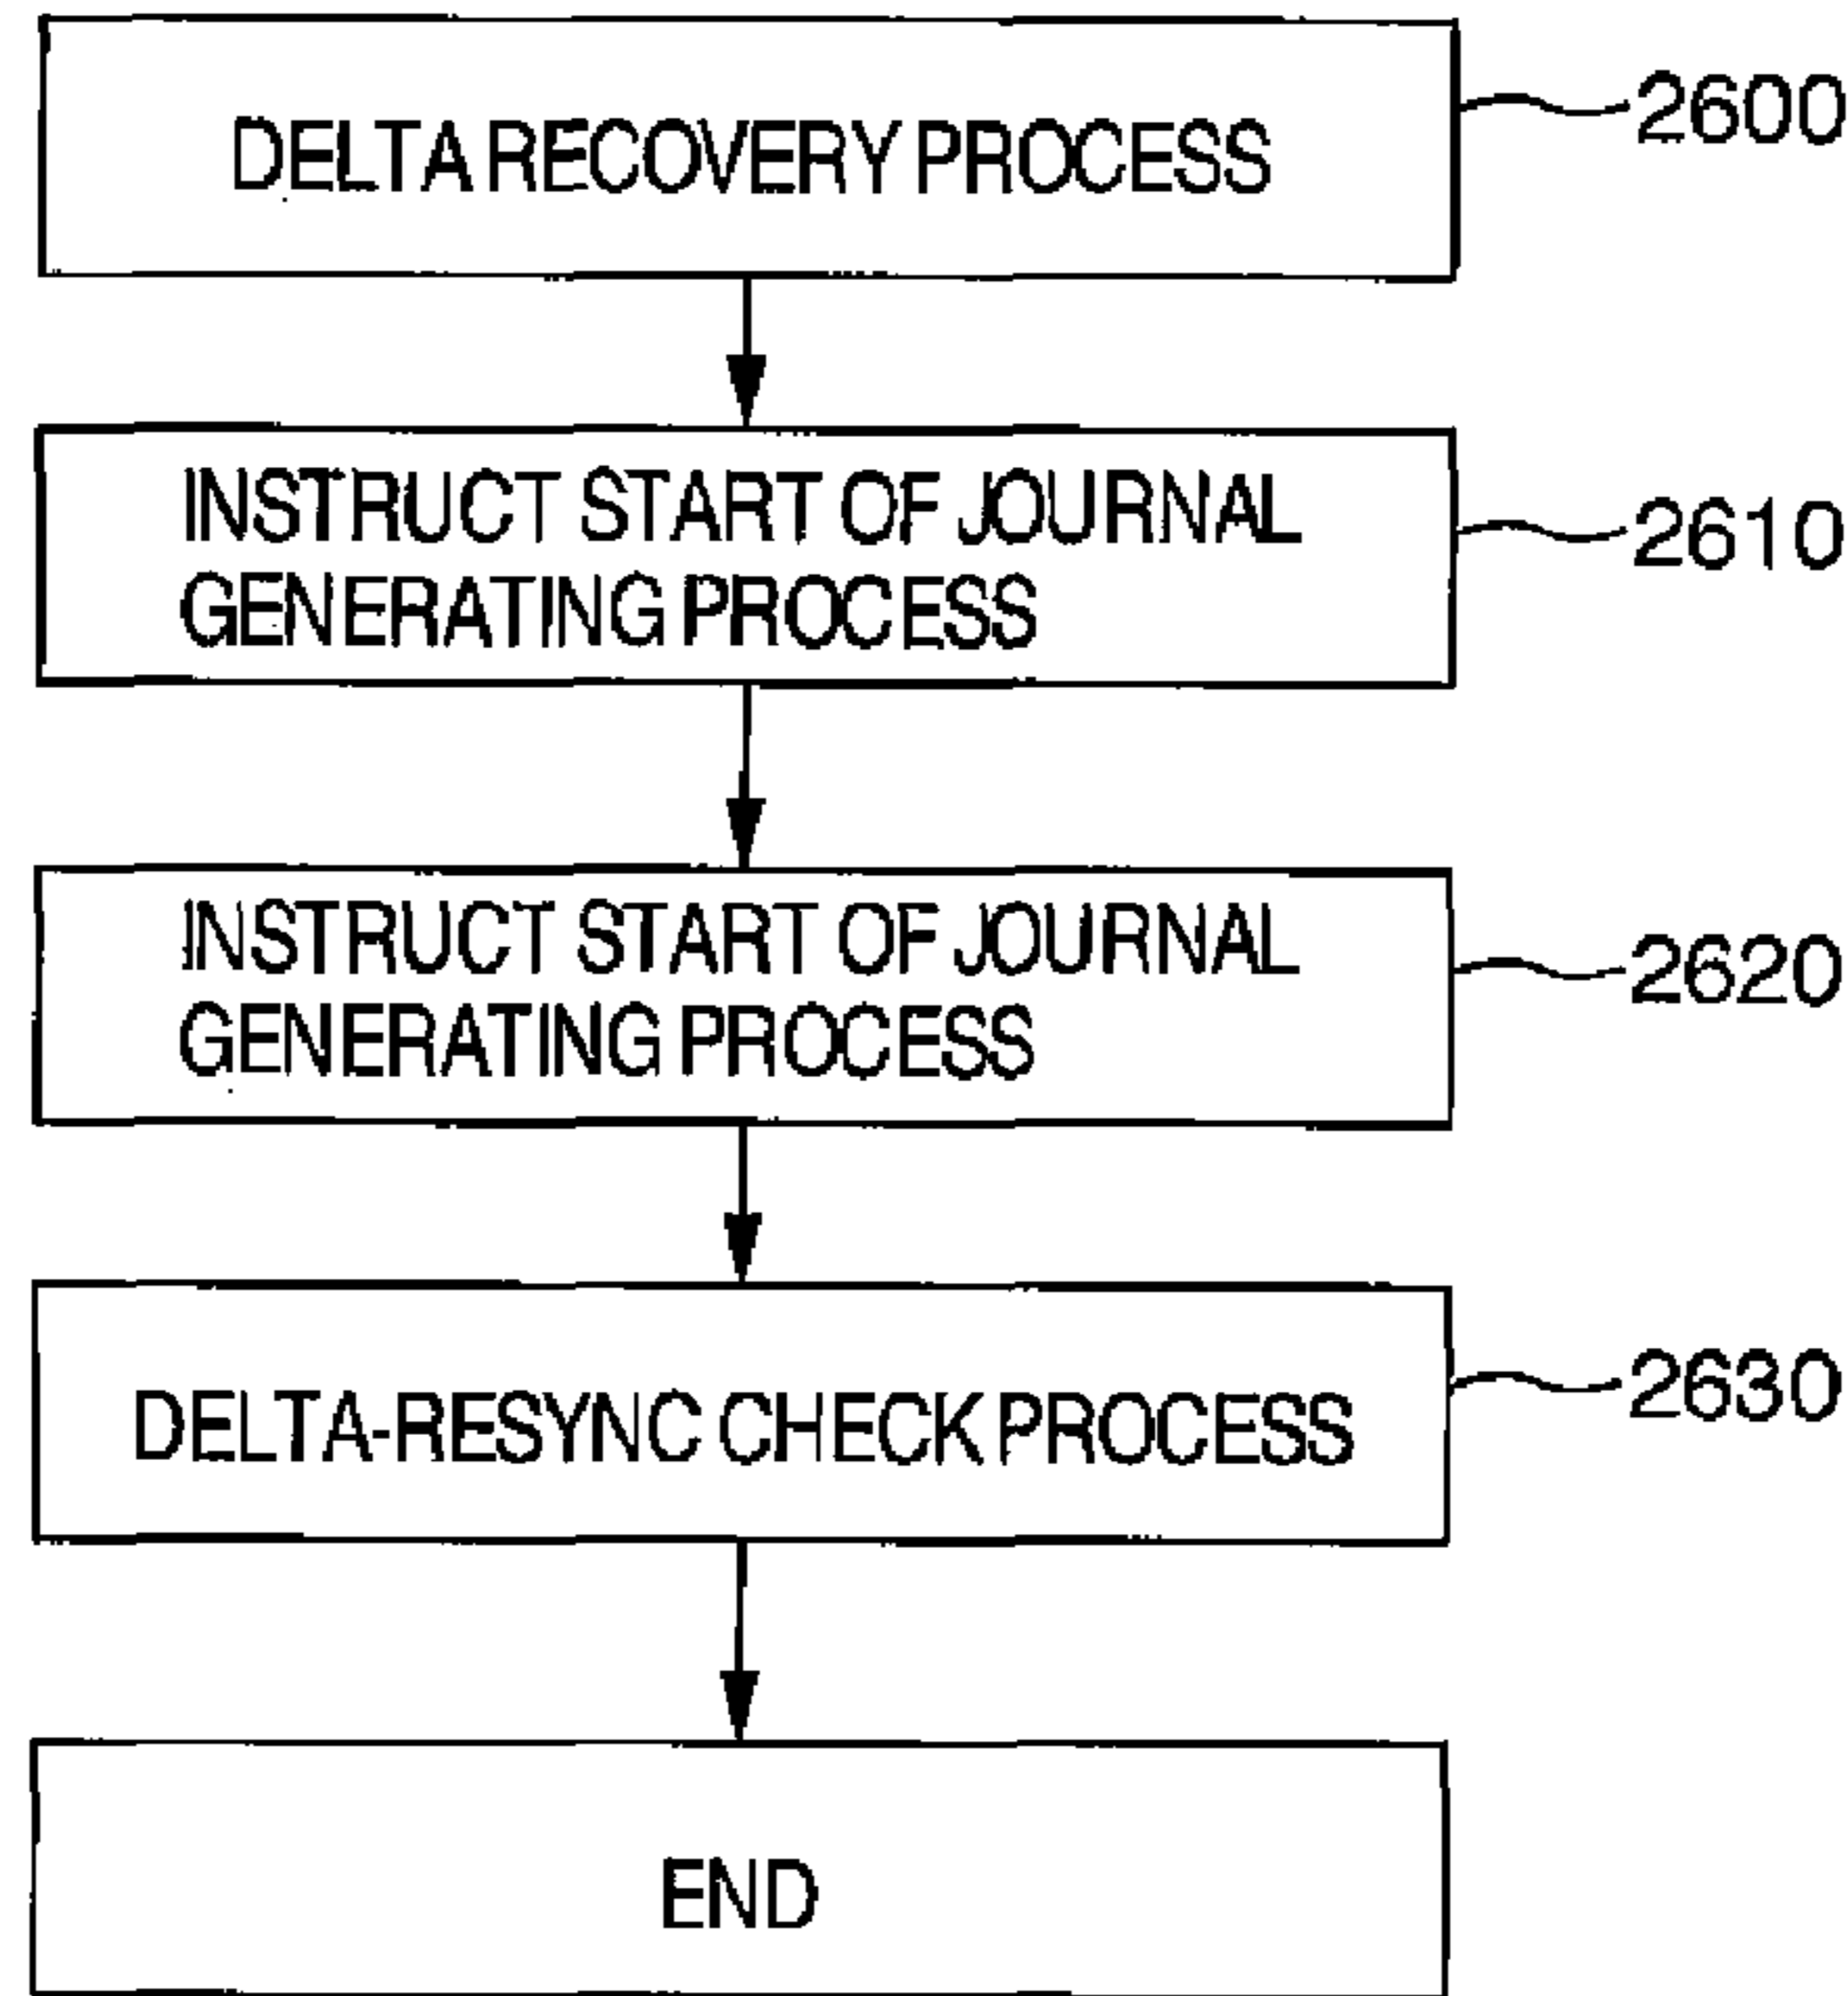 DELTA RECOVERY PROCESS
2600
INSTRUCT START OF JOURNAL
GENERATING PROCESS
2610
INSTRUCT START OF JOURNAL
GENERATING PROCESS
2620
DELTA-RESYNC CHECK PROCESS
2630
END